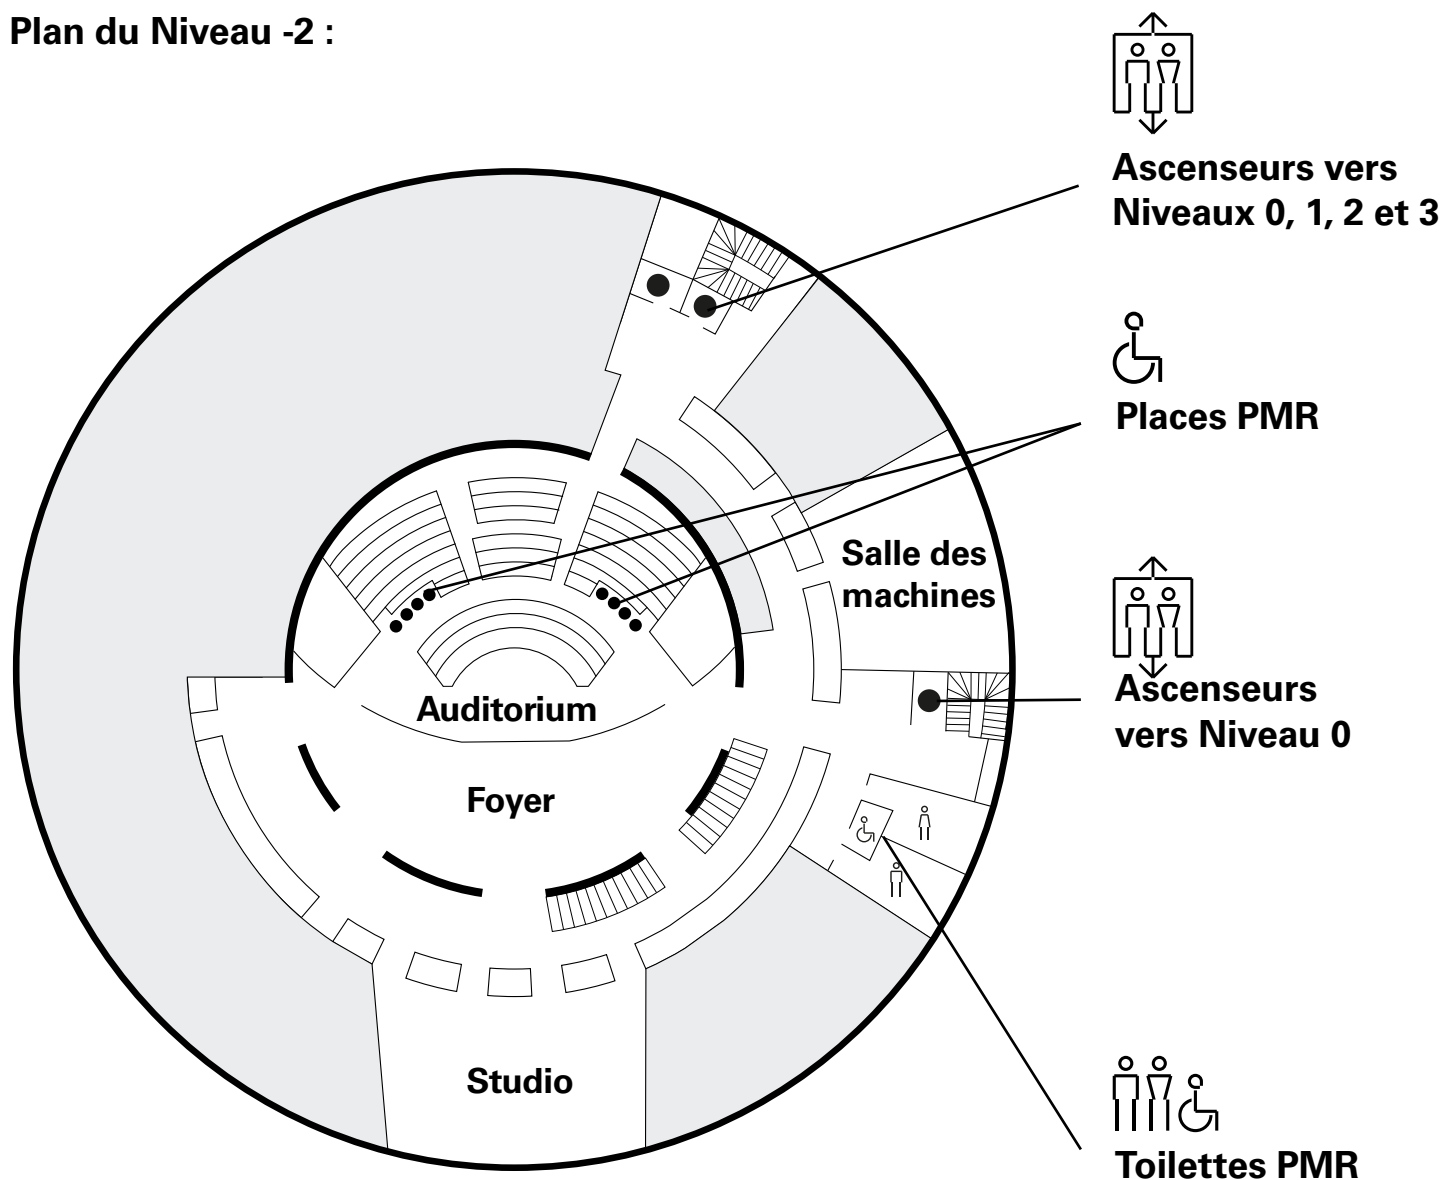 Plan du Niveau -2 :
Ascenseurs vers
Niveaux 0, 1, 2 et 3
Places PMR
Salle des
machines
Ascenseurs
vers Niveau 0
Auditorium
Foyer
Studio
Toilettes PMR